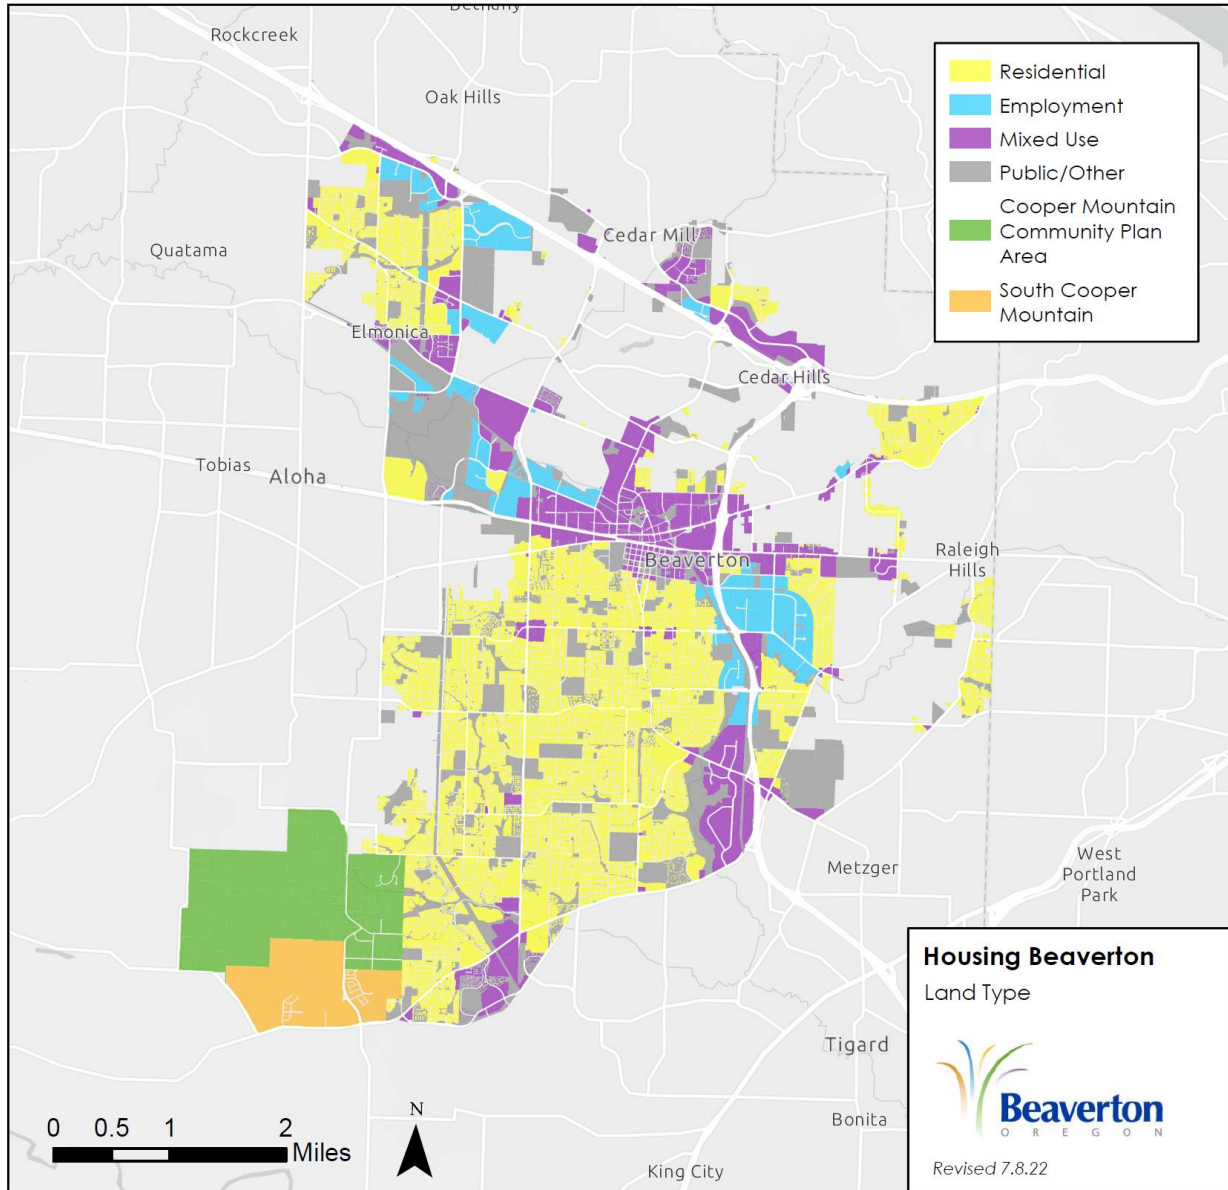 Bethany
Rockcreek
Oak Hills
Residential
Employment
Mixed Use
Public/Other
Cooper Mountain
Community Plan
Area
South Cooper
Mountain
Quatama
Cedar Mill
Elmonica
Cedar Hills
Tobias
Aloha
Beaverton
Raleigh
Hills
Metzger
West
Portland
Park
Housing Beaverton
Land Type
Beaverton
OREGON
Revised 7.8.22
Tigard
Bonita
King City
N
0 0.5 1 2
Miles